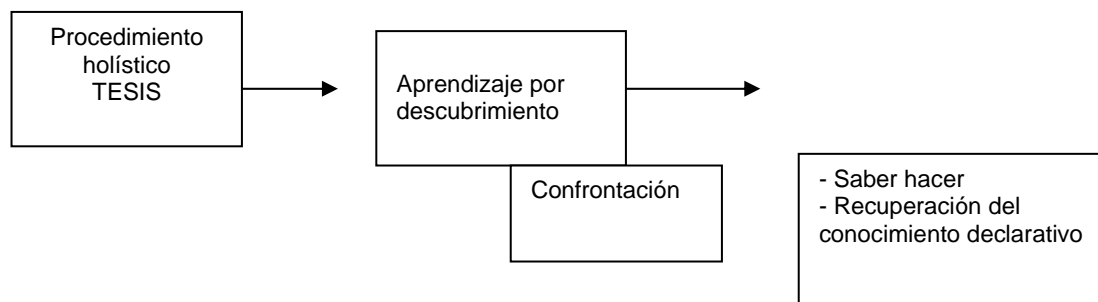 Procedimiento
holístico
TESIS
Aprendizaje por
descubrimiento
Confrontación
- Saber hacer
- Recuperación del
conocimiento declarativo